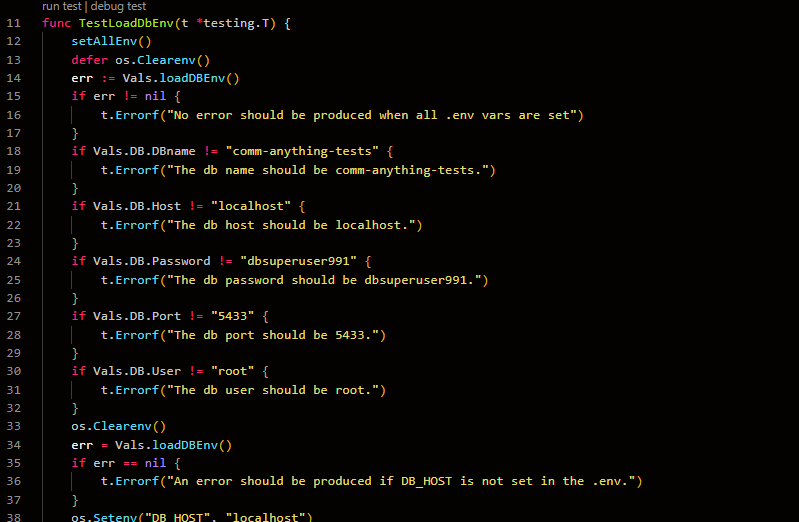 run test | debug test
11 func TestLoadDbEnv(t *testing.T) {
12 setAllEnv()
13 defer os.Clearenv()
14 err := Vals.loadDBEnv()
15 if err != nil {
16 t.Errorf("No error should be produced when all .env vars are set")
17 }
18 if Vals.DB.DBname != "comm-anything-tests" {
19 t.Errorf("The db name should be comm-anything-tests.")
20 }
21 if Vals.DB.Host != "localhost" {
22 t.Errorf("The db host should be localhost.")
23 }
24 if Vals.DB.Password != "dbsuperuser991" {
25 t.Errorf("The db password should be dbsuperuser991.")
26 }
27 if Vals.DB.Port != "5433" {
28 t.Errorf("The db port should be 5433.")
29 }
30 if Vals.DB.User != "root" {
31 t.Errorf("The db user should be root.")
32 }
33 os.Clearenv()
34 err = Vals.loadDBEnv()
35 if err == nil {
36 t.Errorf("An error should be produced if DB_HOST is not set in the .env.")
37 }
38 os.Setenv("DB_HOST", "localhost")